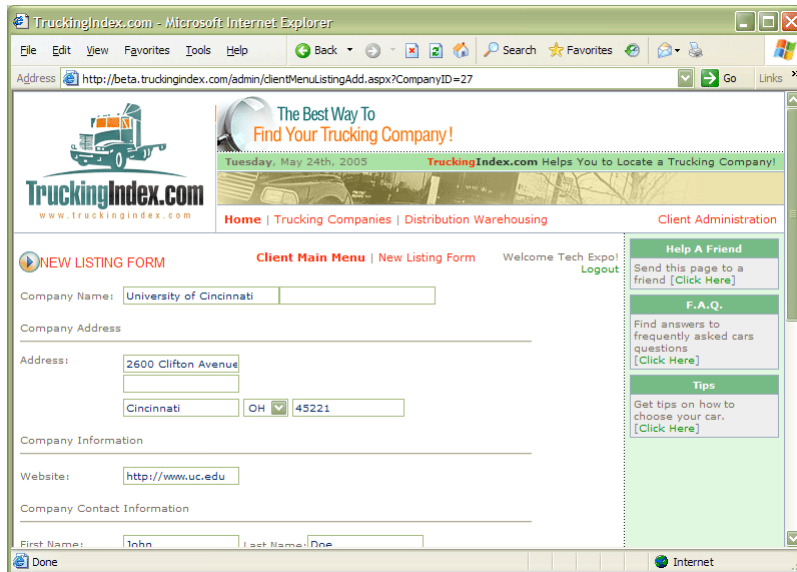 TruckingIndex.com - Microsoft Internet Explorer
File Edit View Favorites Tools Help Back Search Favorites
Address http://beta.truckingindex.com/admin/clientMenuListingAdd.aspx?CompanyID=27 Go Links »
TruckingIndex.com
www.truckingindex.com
The Best Way To
Find Your Trucking Company!
Tuesday, May 24th, 2005 TruckingIndex.com Helps You to Locate a Trucking Company!
Home | Trucking Companies | Distribution Warehousing Client Administration
NEW LISTING FORM
Client Main Menu | New Listing Form
Welcome Tech Expo!
Logout
Company Name: University of Cincinnati
Company Address
Address: 2600 Clifton Avenue
Cincinnati OH 45221
Company Information
Website: http://www.uc.edu
Company Contact Information
First Name: John Last Name: Doe
Help A Friend
Send this page to a
friend [Click Here]
F.A.Q.
Find answers to
frequently asked cars
questions
[Click Here]
Tips
Get tips on how to
choose your car.
[Click Here]
Done Internet